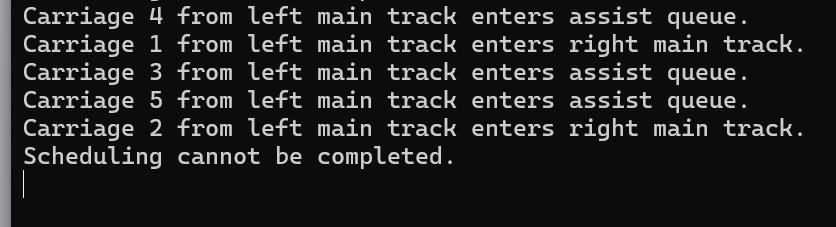 Carriage 4 from left main track enters assist queue.
Carriage 1 from left main track enters right main track.
Carriage 3 from left main track enters assist queue.
Carriage 5 from left main track enters assist queue.
Carriage 2 from left main track enters right main track.
Scheduling cannot be completed.